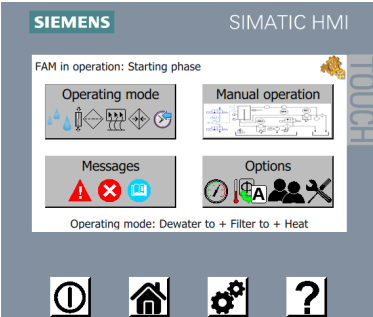 SIEMENS
SIMATIC HMI
TOUCH
FAM in operation: Starting phase
Operating mode
Manual operation
Messages
Options
A
Operating mode: Dewater to + Filter to + Heat
?